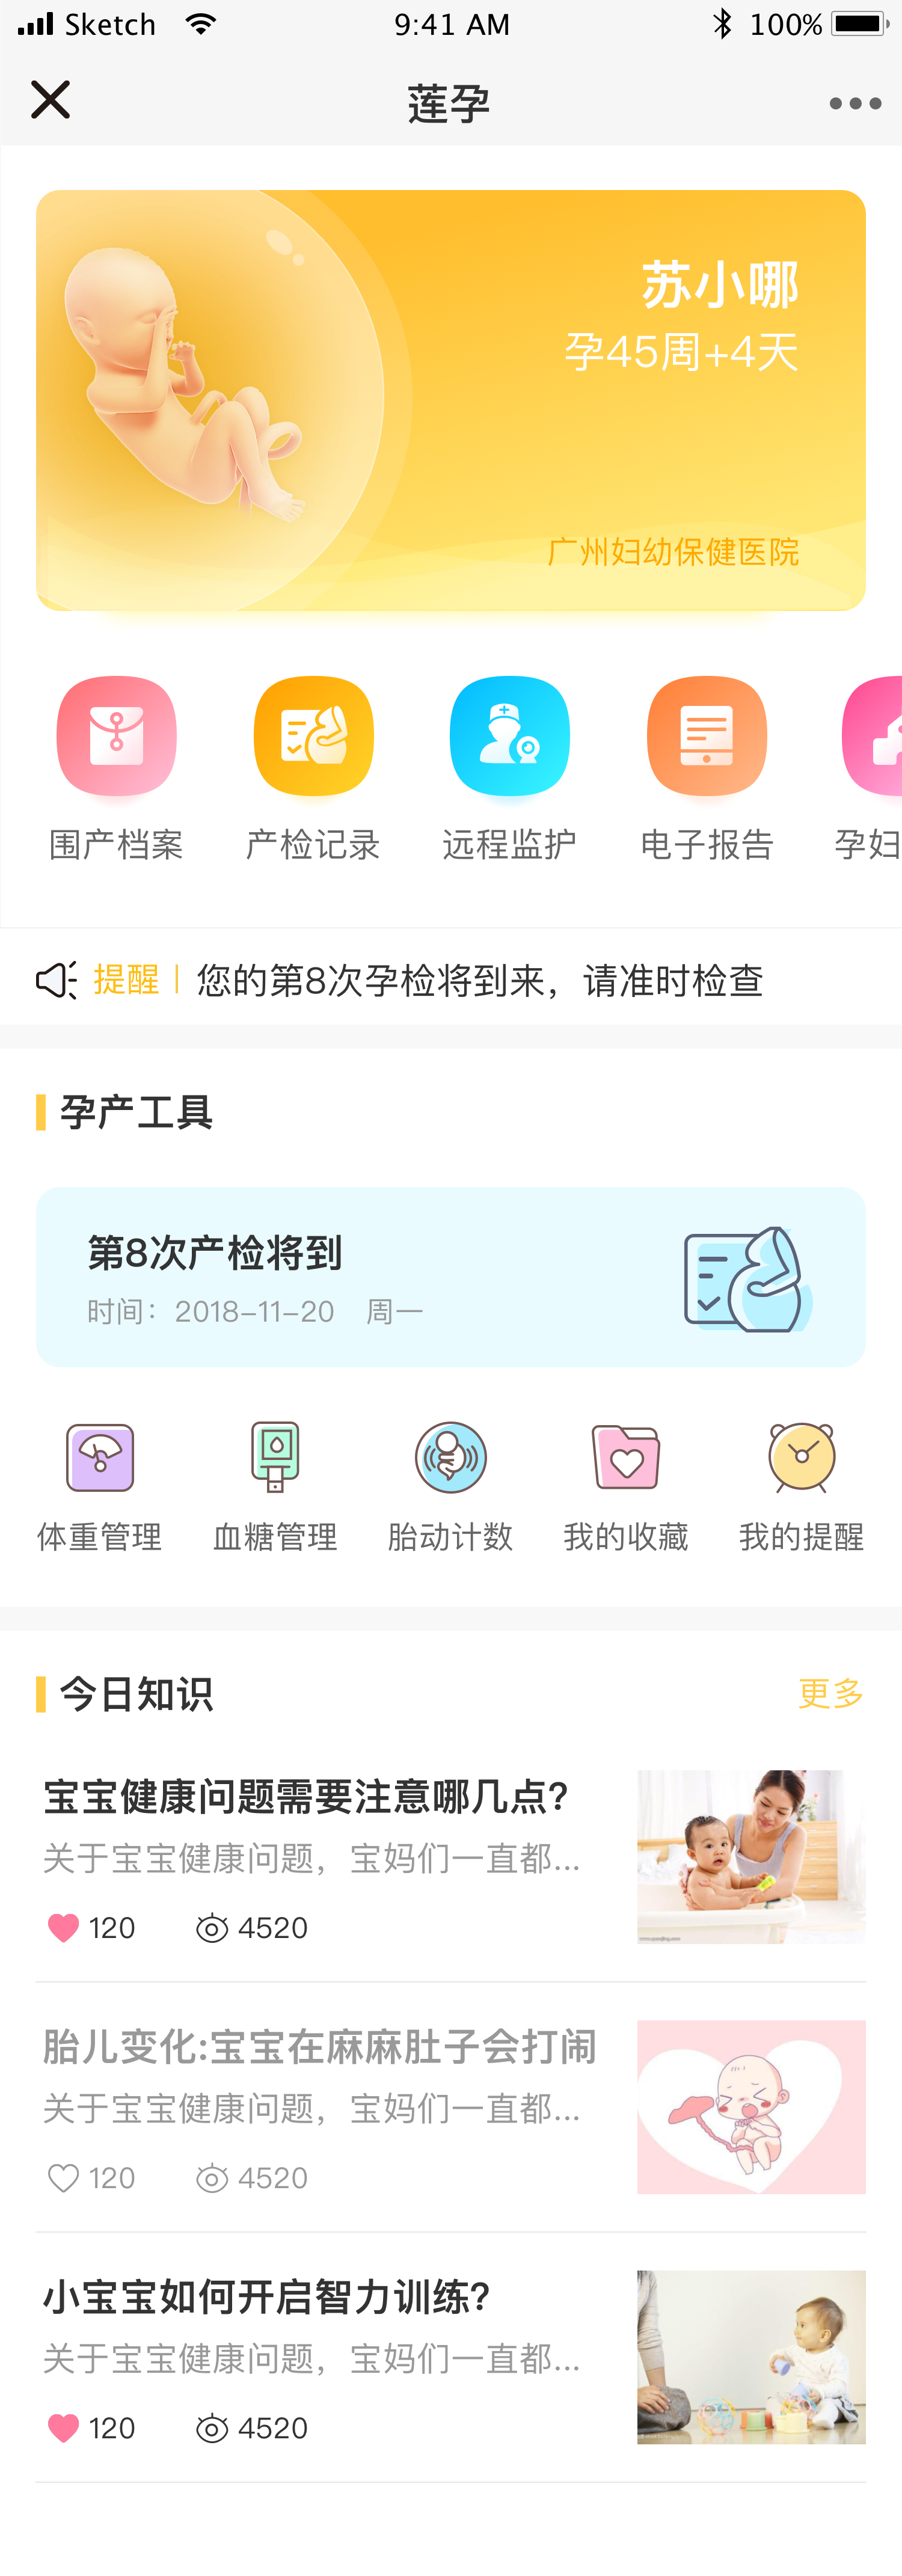 Sketch 9:41 AM 100%
莲孕
苏小哪
孕45周+4天
广州妇幼保健医院
围产档案 产检记录 远程监护 电子报告 孕妇
提醒 您的第8次孕检将到来，请准时检查
孕产工具
第8次产检将到
时间：2018-11-20 周一
体重管理 血糖管理 胎动计数 我的收藏 我的提醒
今日知识 更多
宝宝健康问题需要注意哪几点?
关于宝宝健康问题，宝妈们一直都...
120 4520
胎儿变化:宝宝在麻麻肚子会打闹
关于宝宝健康问题，宝妈们一直都...
120 4520
小宝宝如何开启智力训练?
关于宝宝健康问题，宝妈们一直都...
120 4520